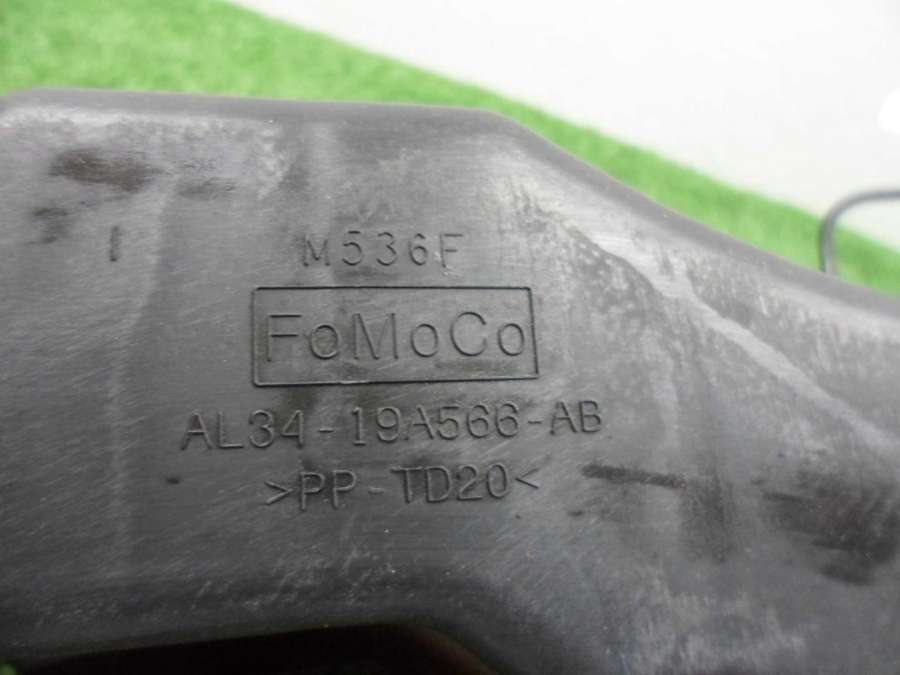 M536F
FoMoCo
AL34-19A566-AB
>PP-TD20<